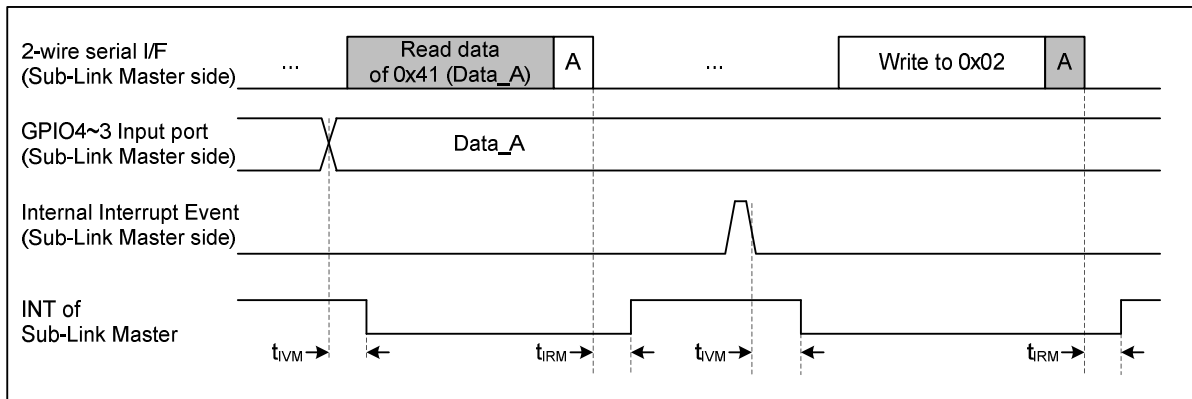 2-wire serial I/F
(Sub-Link Master side)
...
Read data
of 0x41 (Data_A)
A
...
Write to 0x02
A
GPIO4~3 Input port
(Sub-Link Master side)
Data_A
Internal Interrupt Event
(Sub-Link Master side)
INT of
Sub-Link Master
tIVM
tIRM
tIVM
tIRM